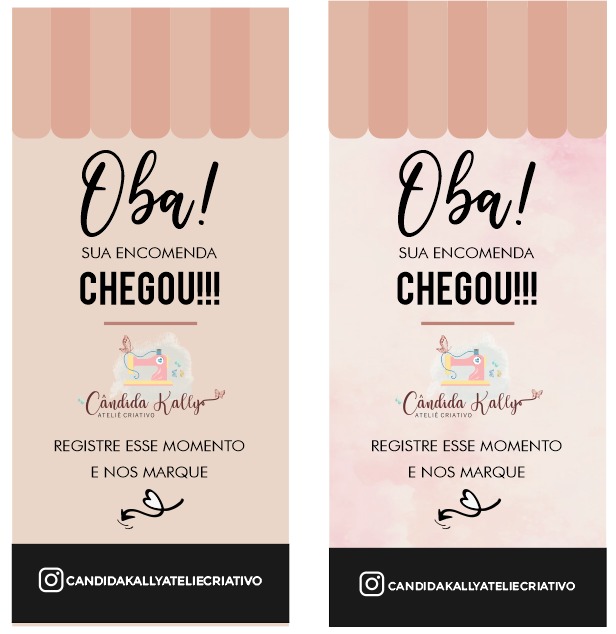 Oba!
SUA ENCOMENDA
CHEGOU!!!
Cândida Kally
ATELIÊ CRIATIVO
REGISTRE ESSE MOMENTO
E NOS MARQUE
CANDIDAKALLYATELIECRIATIVO
Oba!
SUA ENCOMENDA
CHEGOU!!!
Cândida Kally
ATELIÊ CRIATIVO
REGISTRE ESSE MOMENTO
E NOS MARQUE
CANDIDAKALLYATELIECRIATIVO